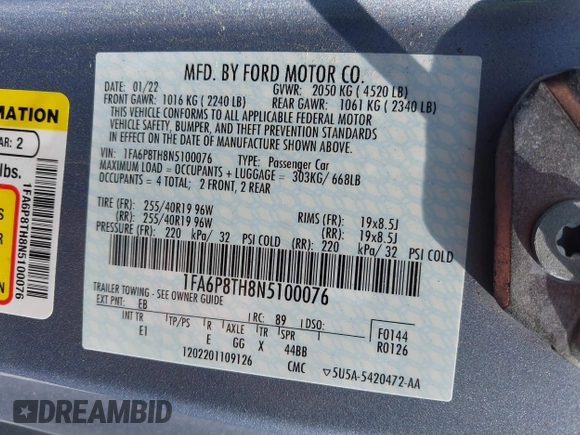 MFD. BY FORD MOTOR CO.
DATE: 01/22 GVWR: 2050 KG ( 4520 LB)
FRONT GAWR: 1016 KG ( 2240 LB) REAR GAWR: 1061 KG ( 2340 LB)
THIS VEHICLE CONFORMS TO ALL APPLICABLE FEDERAL MOTOR
VEHICLE SAFETY, BUMPER, AND THEFT PREVENTION STANDARDS
IN EFFECT ON THE DATE OF MANUFACTURE SHOWN ABOVE.
VIN: 1FA6P8TH8N5100076 TYPE: Passenger Car
MAXIMUM LOAD = OCCUPANTS + LUGGAGE = 303KG/ 668LB
OCCUPANTS = 4 TOTAL; 2 FRONT, 2 REAR
TIRE (FR): 255/40R19 96W RIMS (FR): 19x8.5J
(RR): 255/40R19 96W (RR): 19x8.5J
PRESSURE (FR): 220 kPa/ 32 PSI COLD (RR): 220 kPa/ 32 PSI COLD
1FA6P8TH8N5100076
TRAILER TOWING - SEE OWNER GUIDE
EXT PNT: EB RC: 89 DSO: F0144
INT TR TP/PS R AXLE TR SPR R0126
E1 E GG X 44BB
1202201109126 CMC ▽5U5A-5420472-AA
RMATION
AR: 2
lbs.
1FA6P8TH8N5100076
S
DREAMBID